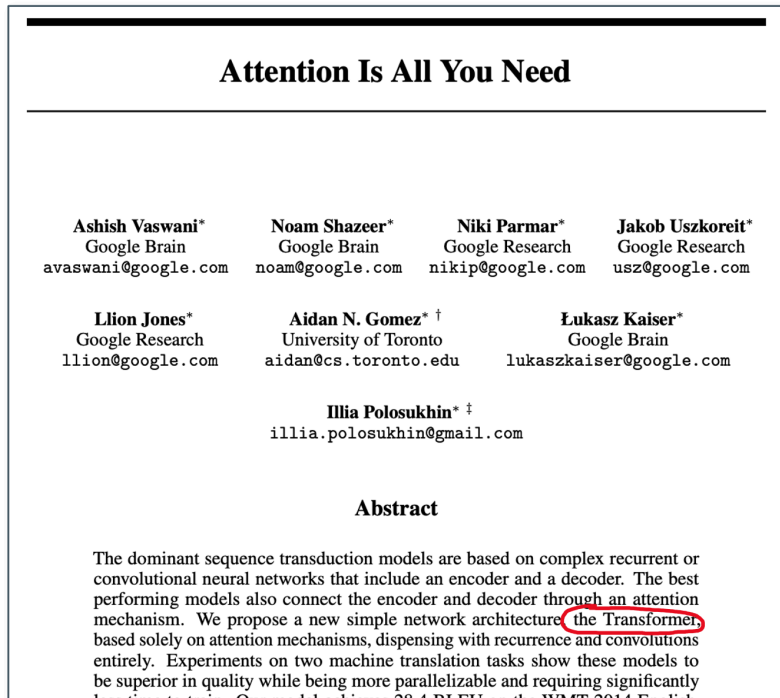 Attention Is All You Need
Ashish Vaswani* Noam Shazeer* Niki Parmar* Jakob Uszkoreit*
Google Brain Google Brain Google Research Google Research
avaswani@google.com noam@google.com nikip@google.com usz@google.com
Llion Jones* Aidan N. Gomez* † Łukasz Kaiser*
Google Research University of Toronto Google Brain
llion@google.com aidan@cs.toronto.edu lukaszkaiser@google.com
Illia Polosukhin* ‡
illia.polosukhin@gmail.com
Abstract
The dominant sequence transduction models are based on complex recurrent or
convolutional neural networks that include an encoder and a decoder. The best
performing models also connect the encoder and decoder through an attention
mechanism. We propose a new simple network architecture, the Transformer,
based solely on attention mechanisms, dispensing with recurrence and convolutions
entirely. Experiments on two machine translation tasks show these models to
be superior in quality while being more parallelizable and requiring significantly